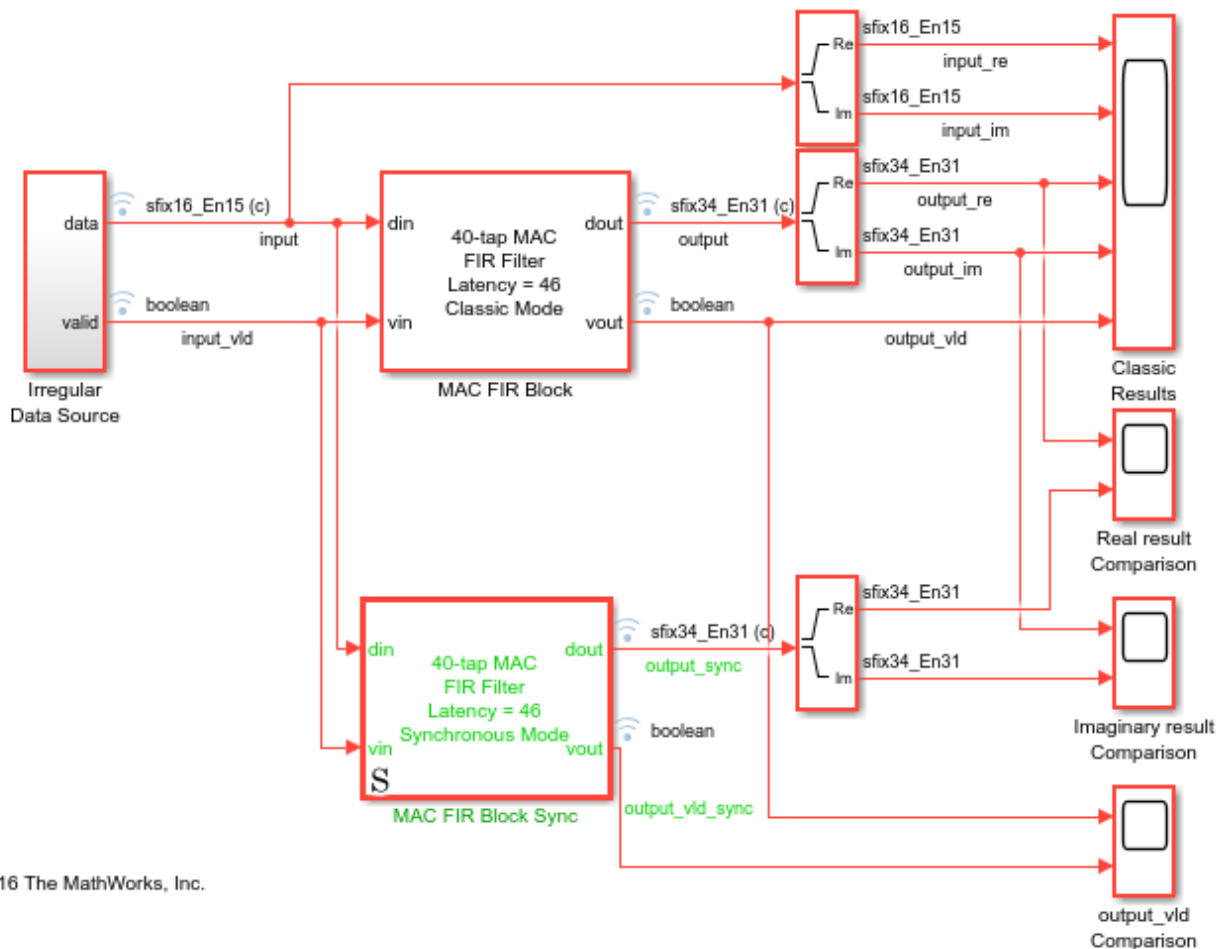 sfix16_En15
Re
input_re
sfix16_En15
Im
input_im
sfix34_En31
Re
output_re
sfix34_En31
Im
output_im
Classic
Results
data
sfix16_En15 (c)
input
valid
boolean
input_vld
Irregular
Data Source
din
vin
40-tap MAC
FIR Filter
Latency = 46
Classic Mode
dout
vout
MAC FIR Block
sfix34_En31 (c)
output
boolean
output_vld
Real result
Comparison
din
vin
40-tap MAC
FIR Filter
Latency = 46
Synchronous Mode
dout
vout
S
MAC FIR Block Sync
sfix34_En31 (c)
output_sync
boolean
output_vld_sync
Re
sfix34_En31
Im
sfix34_En31
Imaginary result
Comparison
output_vld
Comparison
16 The MathWorks, Inc.